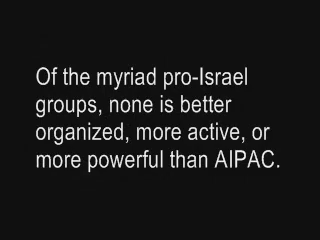 Of the myriad pro-Israel
groups, none is better
organized, more active, or
more powerful than AIPAC.